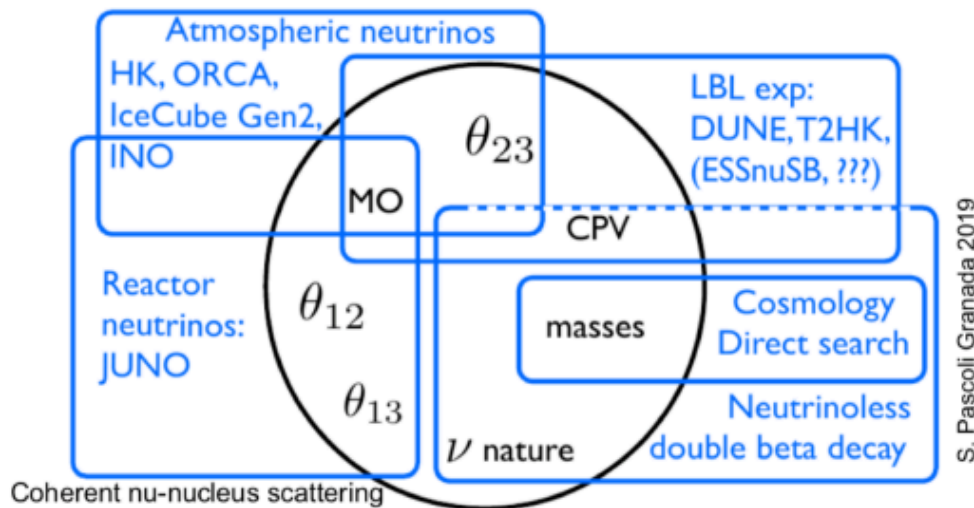 Atmospheric neutrinos
HK, ORCA,
IceCube Gen2,
INO
LBL exp:
DUNE, T2HK,
(ESSnuSB, ???)
θ23
MO
CPV
Reactor
neutrinos:
JUNO
θ12
θ13
masses
Cosmology
Direct search
ν nature
Neutrinoless
double beta decay
Coherent nu-nucleus scattering
S. Pascoli Granada 2019